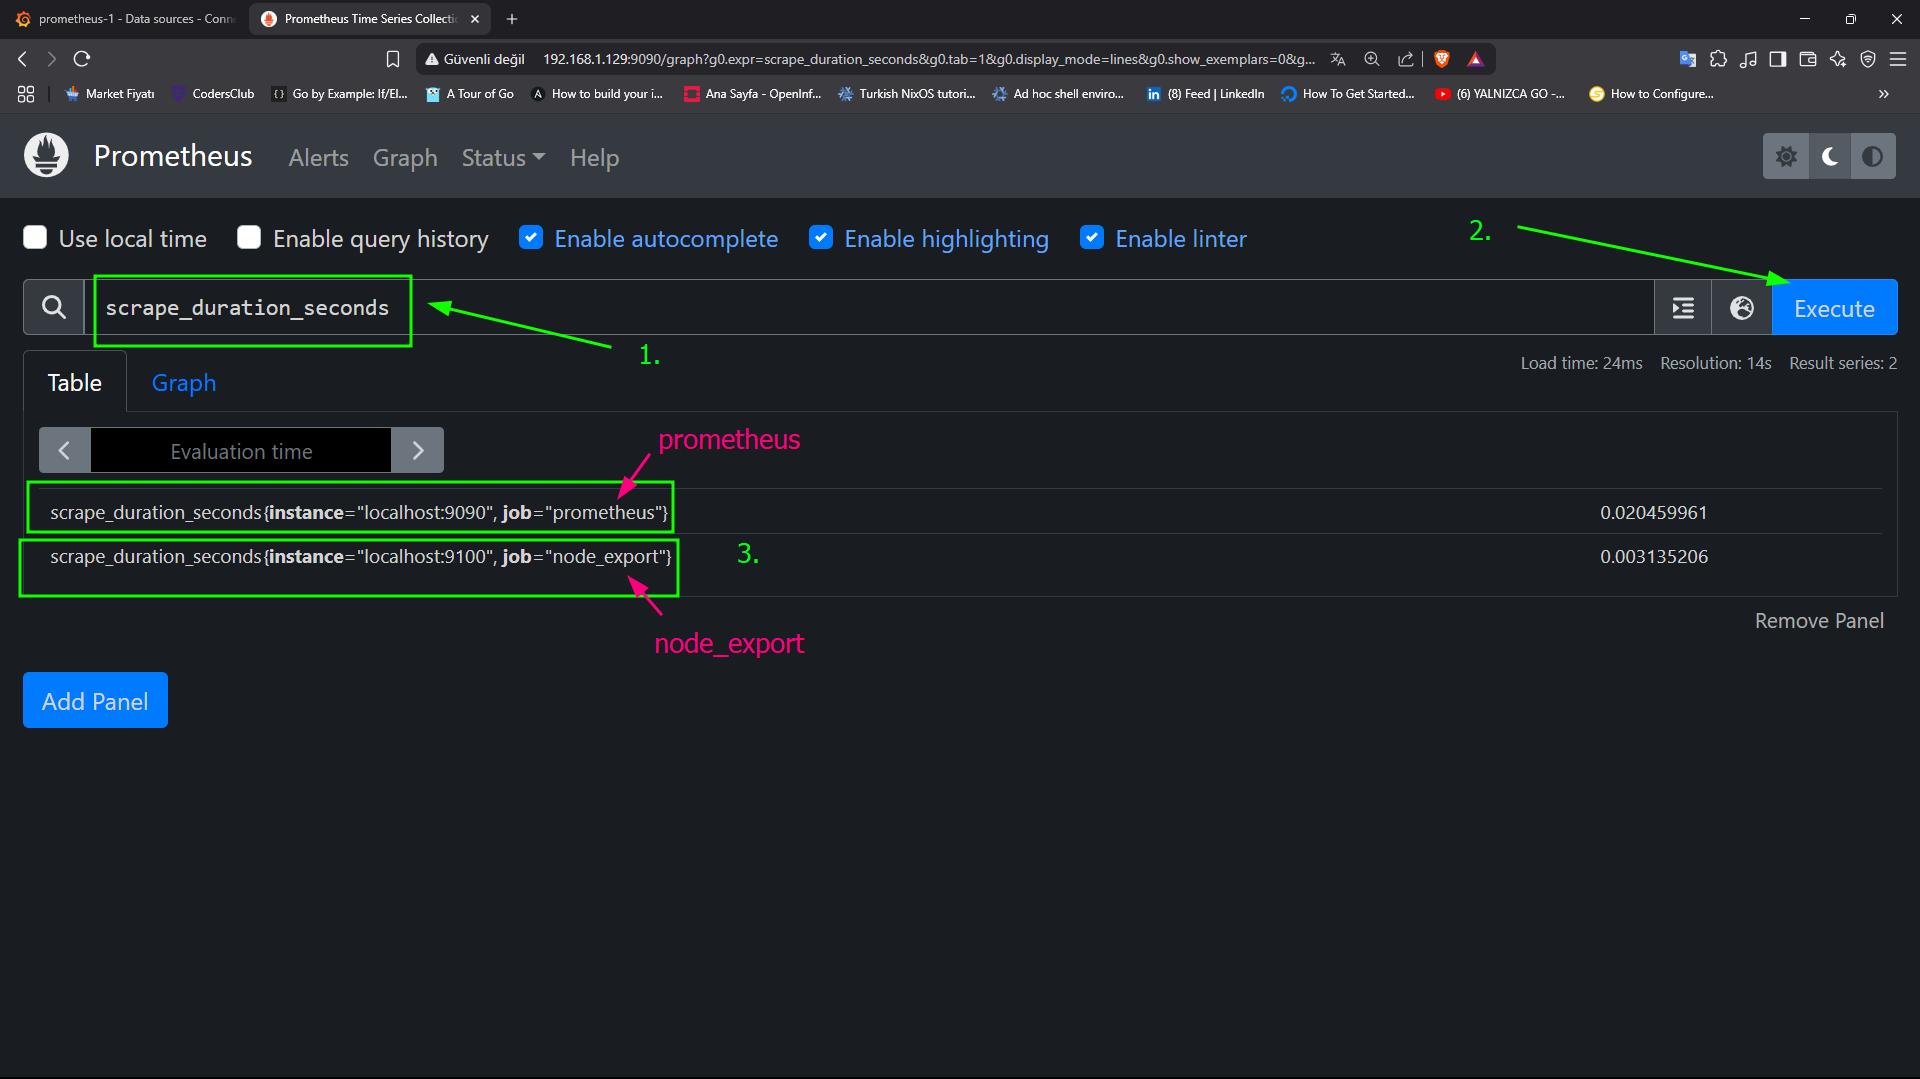 prometheus-1 - Data sources - Conn
Prometheus Time Series Collecti
Güvenli değil 192.168.1.129:9090/graph?g0.expr=scrape_duration_seconds&g0.tab=1&g0.display_mode=lines&g0.show_exemplars=0&g...
Market Fiyatı CodersClub Go by Example: If/El... A Tour of Go How to build your i... Ana Sayfa - OpenInf... Turkish NixOS tutori... Ad hoc shell enviro... (8) Feed | LinkedIn How To Get Started... (6) YALNIZCA GO -... How to Configure...
Prometheus Alerts Graph Status Help
Use local time Enable query history Enable autocomplete Enable highlighting Enable linter
2.
scrape_duration_seconds
Execute
1.
Load time: 24ms Resolution: 14s Result series: 2
Table Graph
Evaluation time
prometheus
scrape_duration_seconds{instance="localhost:9090", job="prometheus"} 0.020459961
scrape_duration_seconds{instance="localhost:9100", job="node_export"} 0.003135206
3.
node_export
Remove Panel
Add Panel